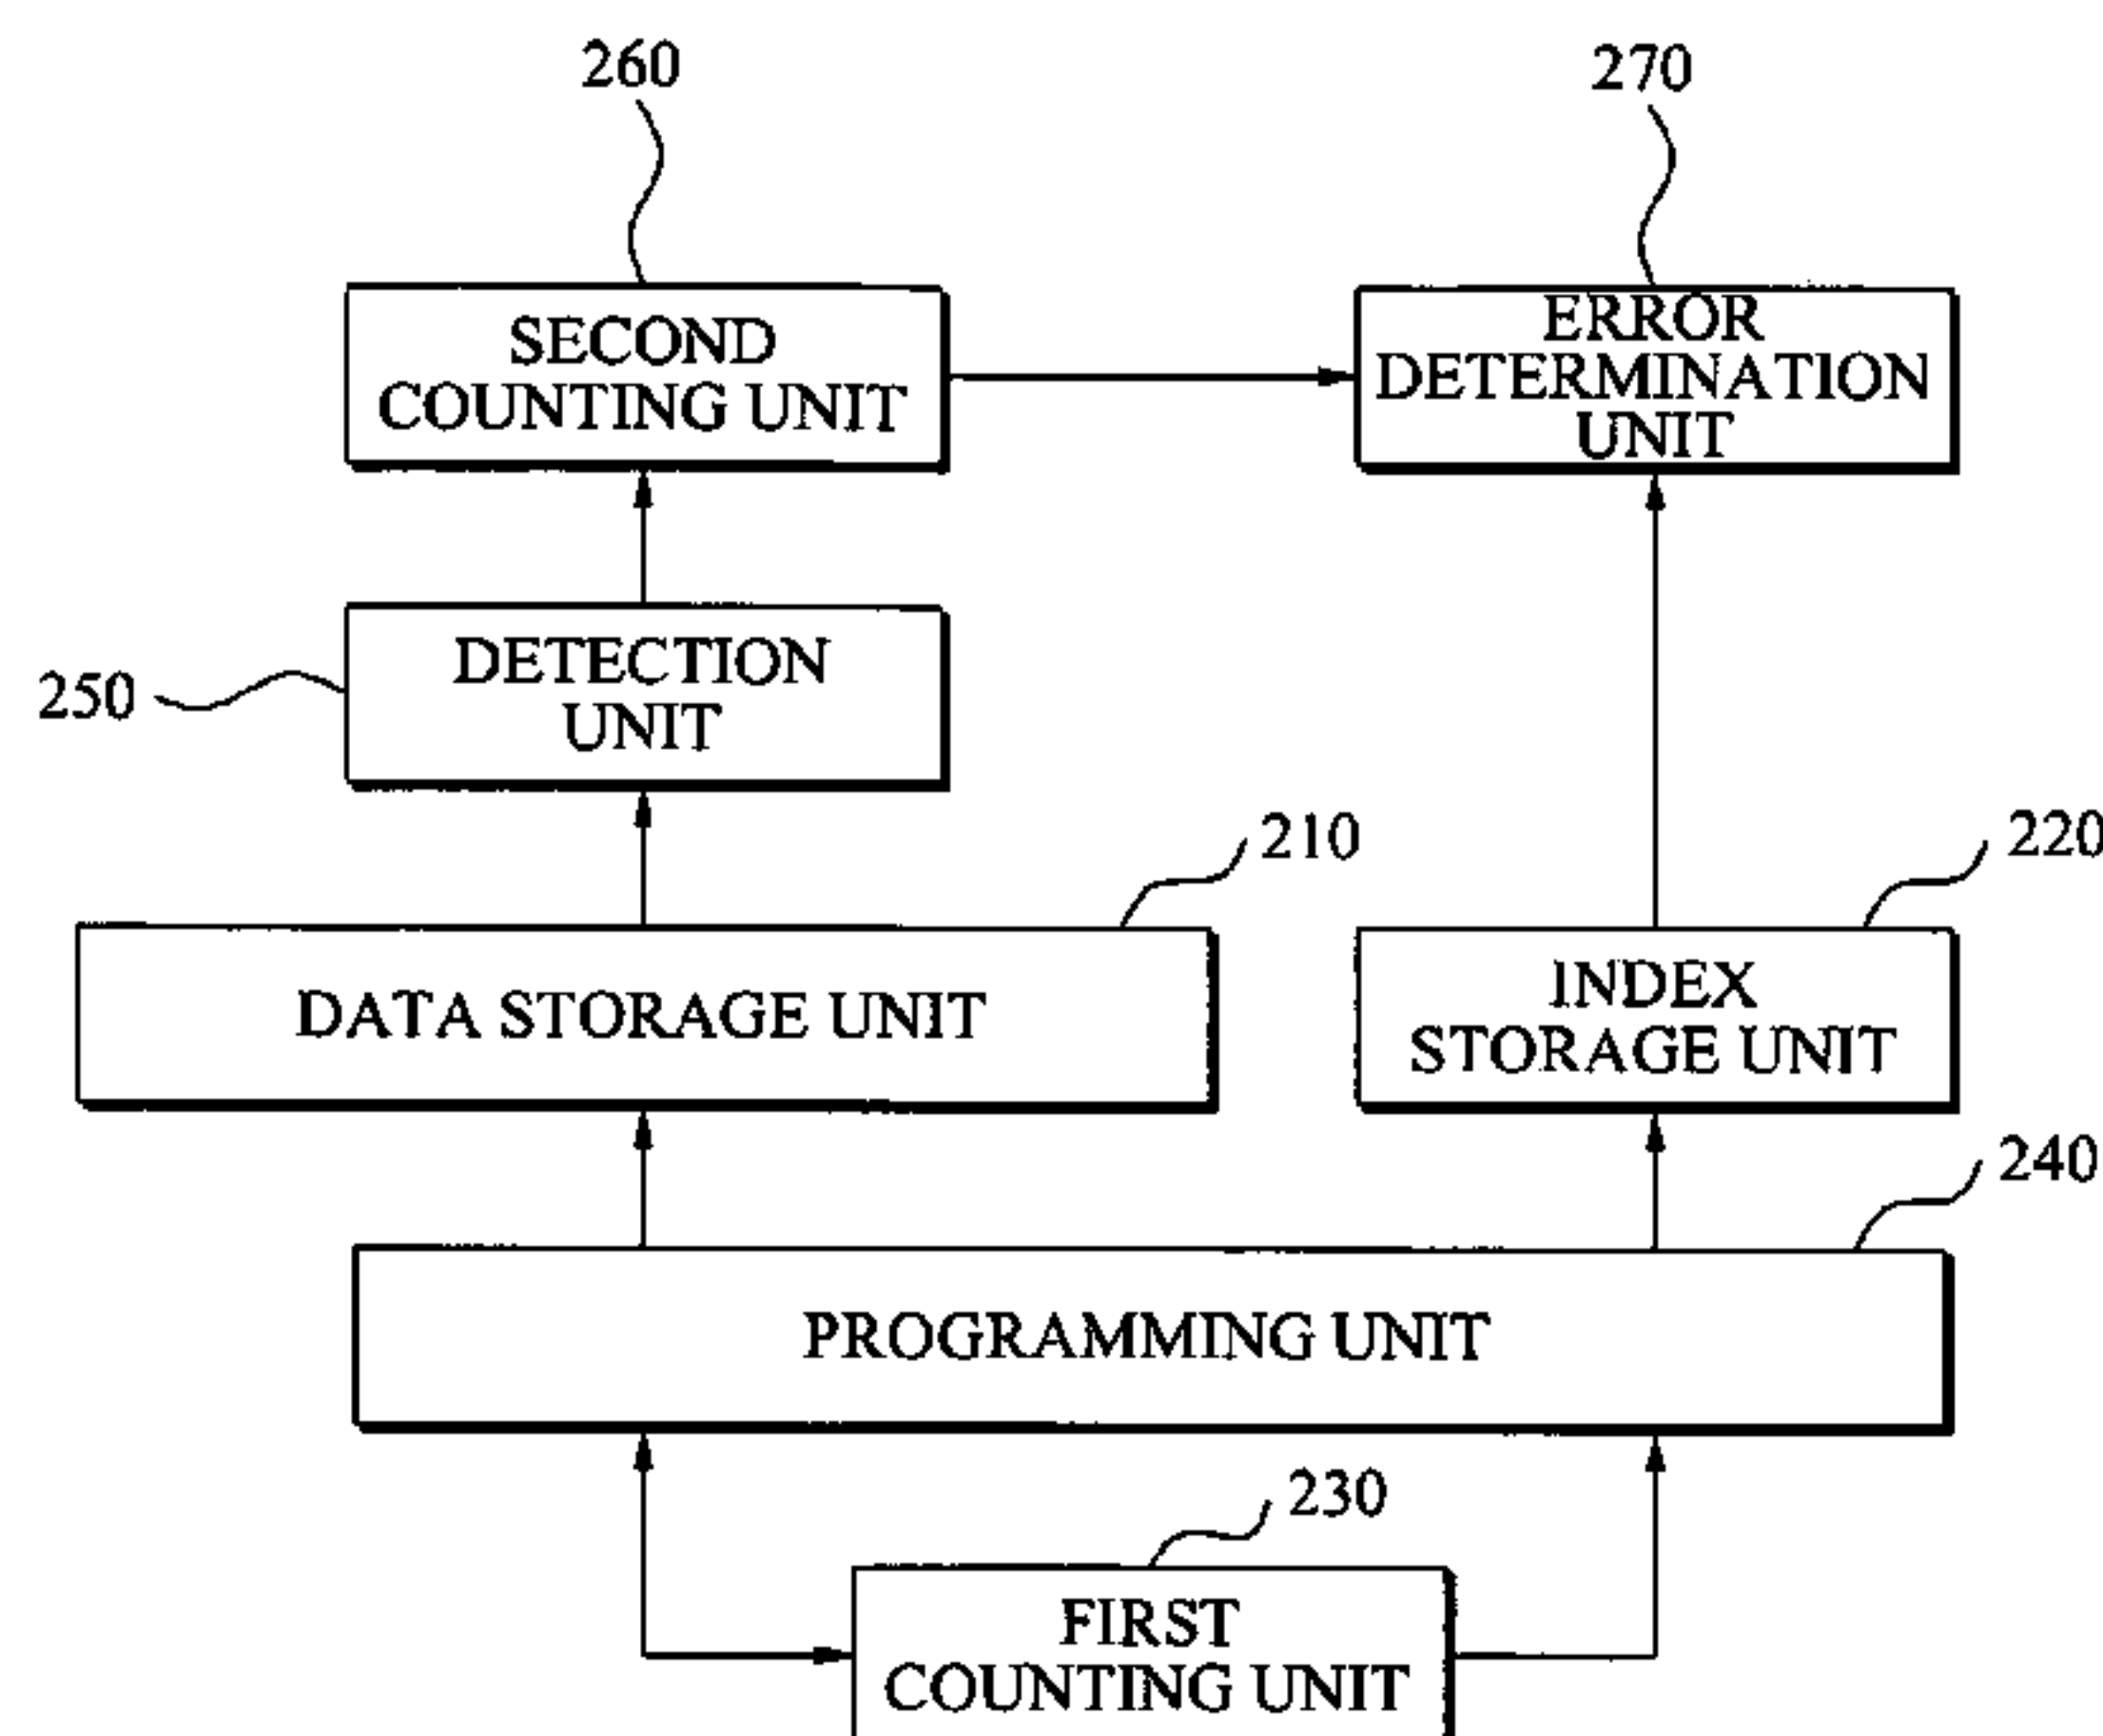 260
270
SECOND
COUNTING UNIT
ERROR
DETERMINATION
UNIT
250
DETECTION
UNIT
210
220
DATA STORAGE UNIT
INDEX
STORAGE UNIT
240
PROGRAMMING UNIT
230
FIRST
COUNTING UNIT